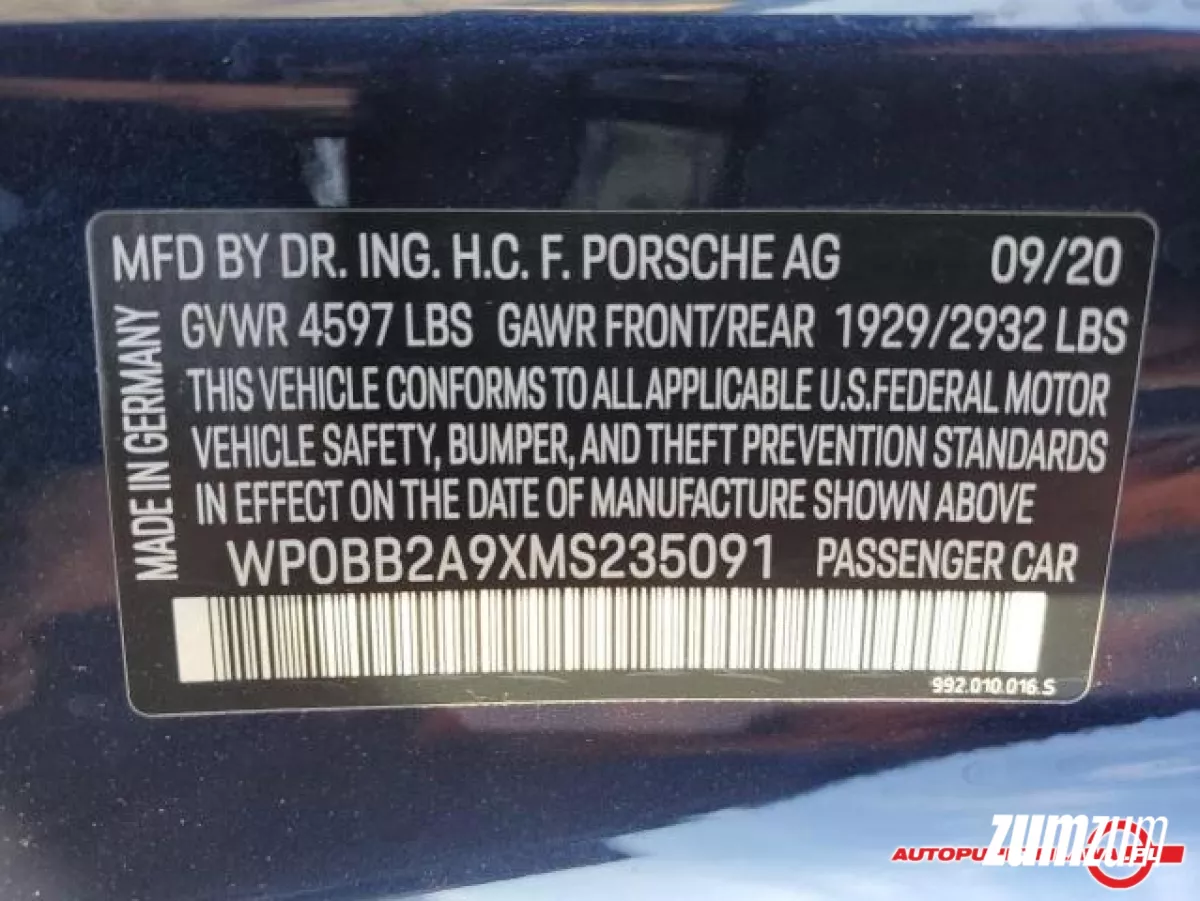 MFD BY DR. ING. H.C. F. PORSCHE AG 09/20
GVWR 4597 LBS GAWR FRONT/REAR 1929/2932 LBS
THIS VEHICLE CONFORMS TO ALL APPLICABLE U.S.FEDERAL MOTOR
VEHICLE SAFETY, BUMPER, AND THEFT PREVENTION STANDARDS
IN EFFECT ON THE DATE OF MANUFACTURE SHOWN ABOVE
MADE IN GERMANY
WP0BB2A9XMS235091 PASSENGER CAR
992.010.016.S
zumzum